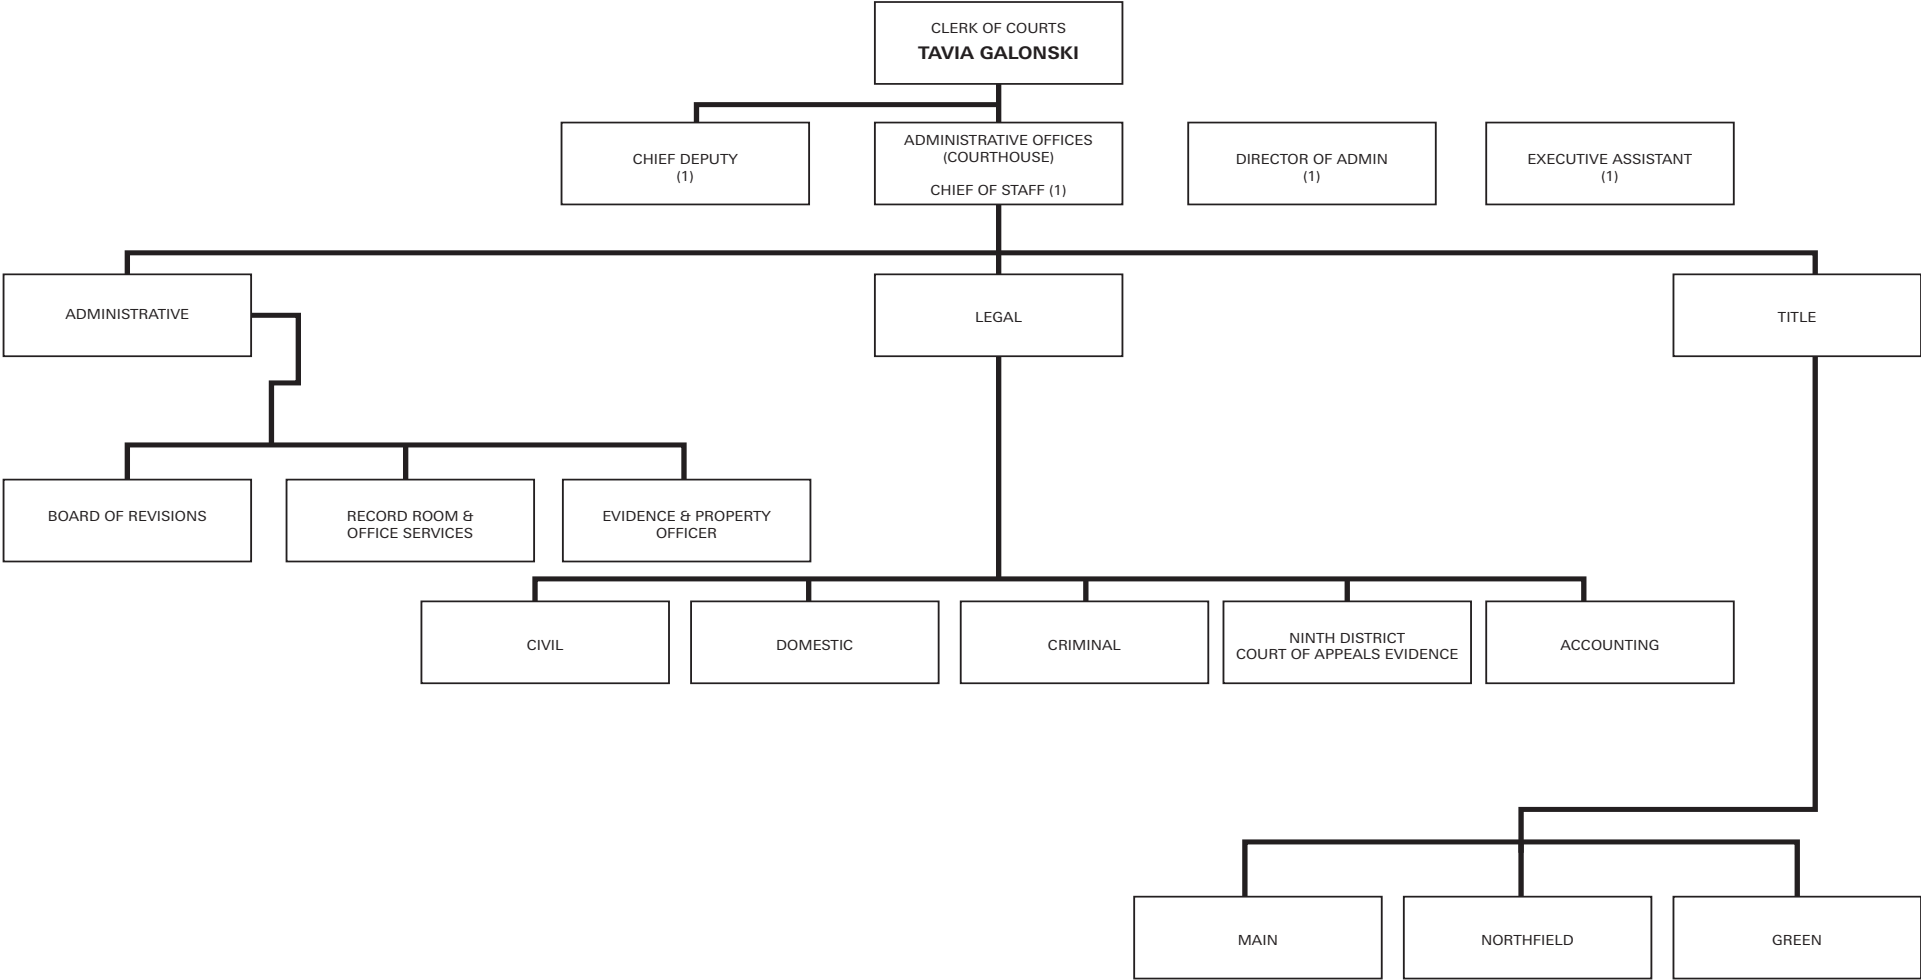 CLERK OF COURTS
TAVIA GALONSKI
CHIEF DEPUTY
(1)
ADMINISTRATIVE OFFICES
(COURTHOUSE)
CHIEF OF STAFF (1)
DIRECTOR OF ADMIN
(1)
EXECUTIVE ASSISTANT
(1)
ADMINISTRATIVE
LEGAL
TITLE
BOARD OF REVISIONS
RECORD ROOM &
OFFICE SERVICES
EVIDENCE & PROPERTY
OFFICER
CIVIL
DOMESTIC
CRIMINAL
NINTH DISTRICT
COURT OF APPEALS EVIDENCE
ACCOUNTING
MAIN
NORTHFIELD
GREEN